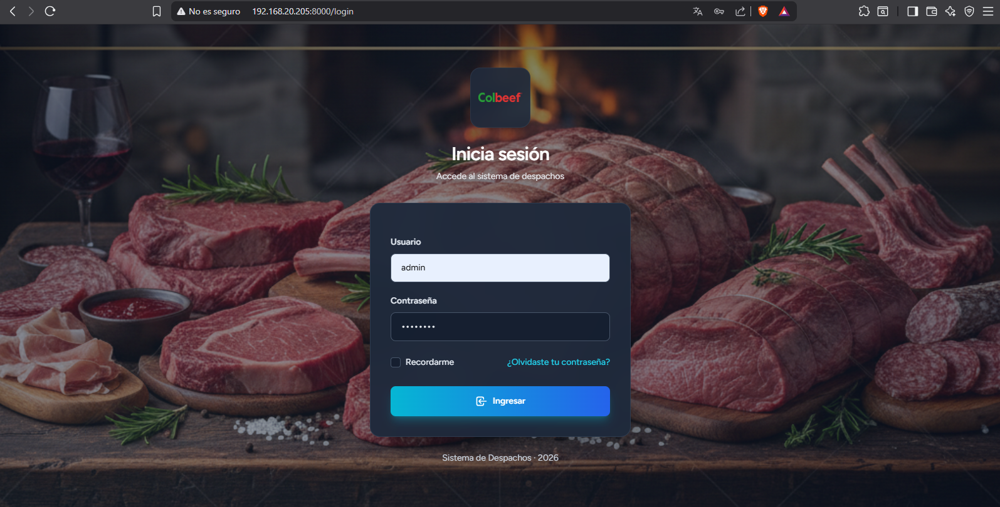 No es seguro 192.168.20.205:8000/login
Colbeef
Inicia sesión
Accede al sistema de despachos
Usuario
admin
Contraseña
••••••••
Recordarme ¿Olvidaste tu contraseña?
Ingresar
Sistema de Despachos · 2026